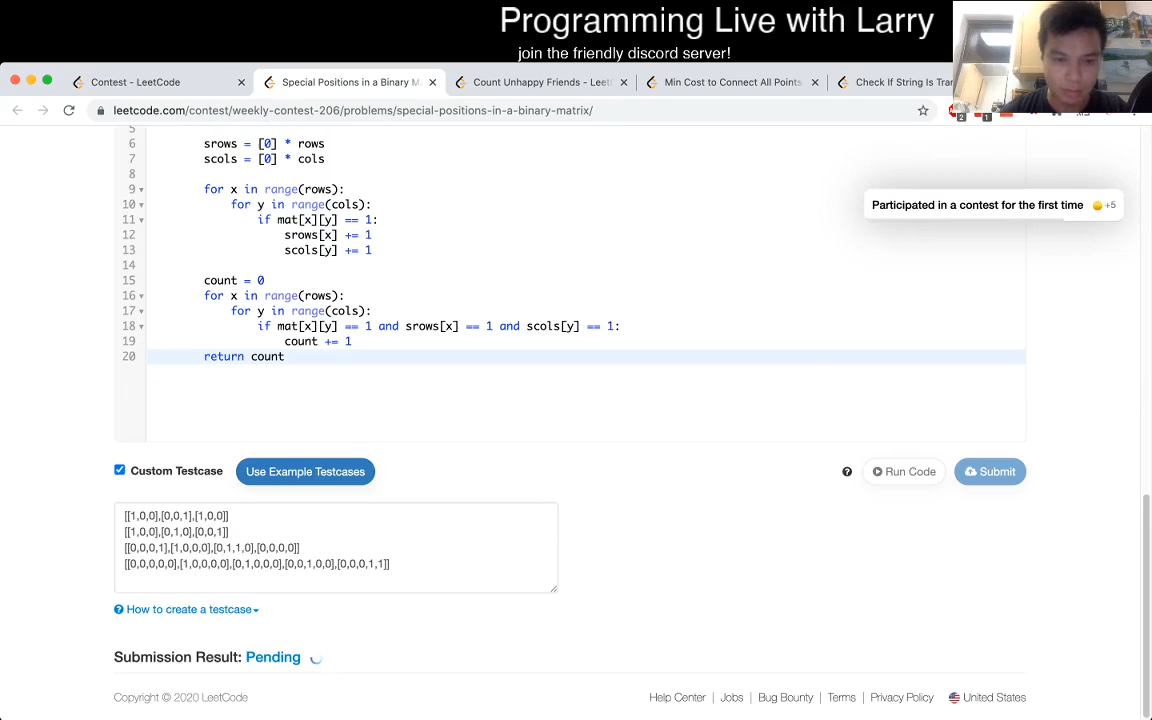 Programming Live with Larry
join the friendly discord server!
Contest - LeetCode
Special Positions in a Binary M
Count Unhappy Friends - Leet
Min Cost to Connect All Points
Check If String Is Tran
leetcode.com/contest/weekly-contest-206/problems/special-positions-in-a-binary-matrix/
2
1
5
6 srows = [0] * rows
7 scols = [0] * cols
8
9 for x in range(rows):
10 for y in range(cols):
11 if mat[x][y] == 1:
12 srows[x] += 1
13 scols[y] += 1
14
15 count = 0
16 for x in range(rows):
17 for y in range(cols):
18 if mat[x][y] == 1 and srows[x] == 1 and scols[y] == 1:
19 count += 1
20 return count
Participated in a contest for the first time +5
Custom Testcase
Use Example Testcases
Run Code
Submit
[[1,0,0],[0,0,1],[1,0,0]]
[[1,0,0],[0,1,0],[0,0,1]]
[[0,0,0,1],[1,0,0,0],[0,1,1,0],[0,0,0,0]]
[[0,0,0,0,0],[1,0,0,0,0],[0,1,0,0,0],[0,0,1,0,0],[0,0,0,1,1]]
How to create a testcase
Submission Result: Pending
Copyright © 2020 LeetCode
Help Center | Jobs | Bug Bounty | Terms | Privacy Policy
United States